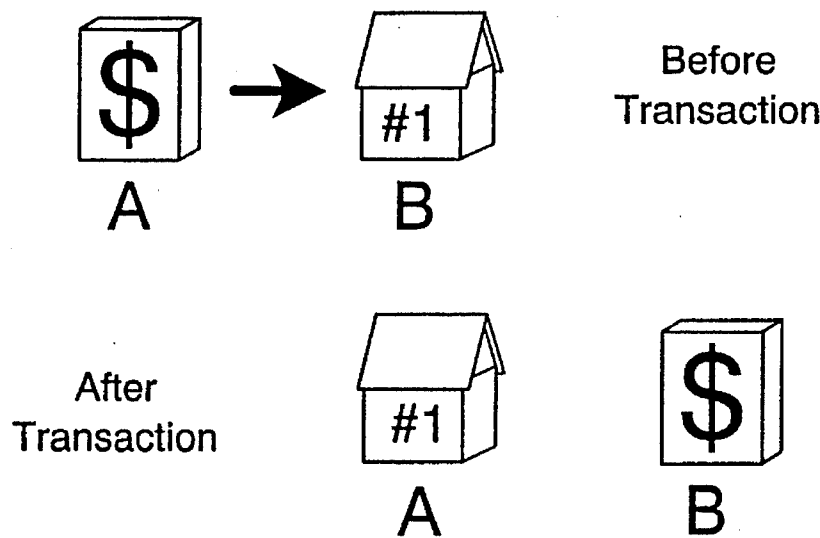 $
#1
Before
Transaction
A
B
After
Transaction
#1
$
A
B